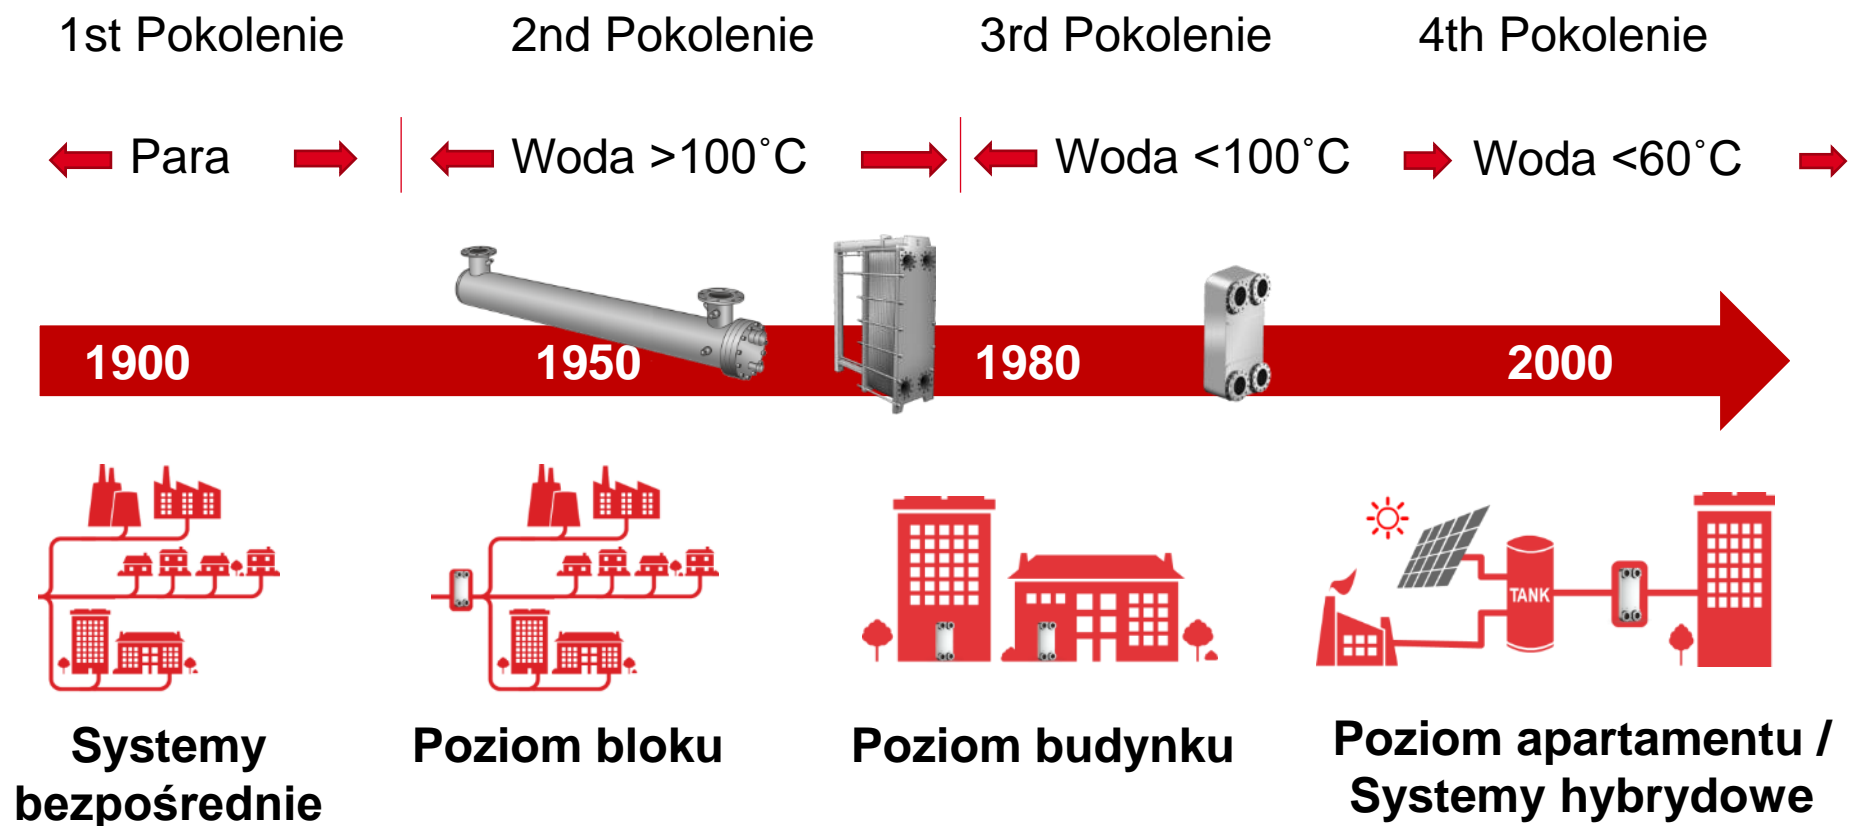 1st Pokolenie
2nd Pokolenie
3rd Pokolenie
4th Pokolenie
Para
Woda >100˚C
Woda <100˚C
Woda <60˚C
1900
1950
1980
2000
TANK
Systemy
bezpośrednie
Poziom bloku
Poziom budynku
Poziom apartamentu /
Systemy hybrydowe